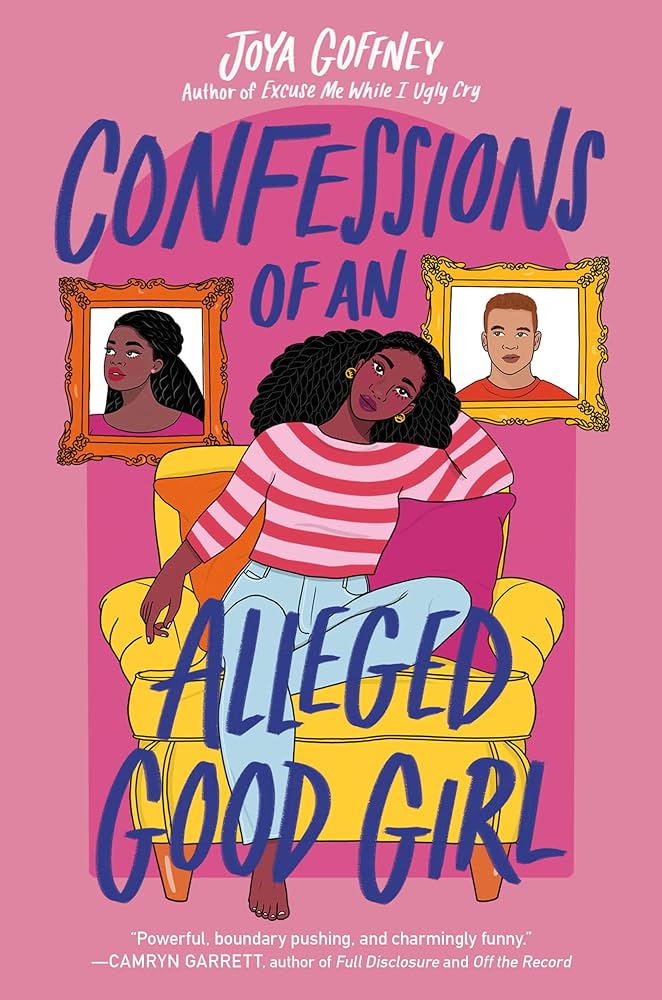 JOYA GOFFNEY
Author of Excuse Me While I Ugly Cry
CONFESSIONS
OF AN
ALLEGED
GOOD GIRL
“Powerful, boundary pushing, and charmingly funny.”
—CAMRYN GARRETT, author of Full Disclosure and Off the Record